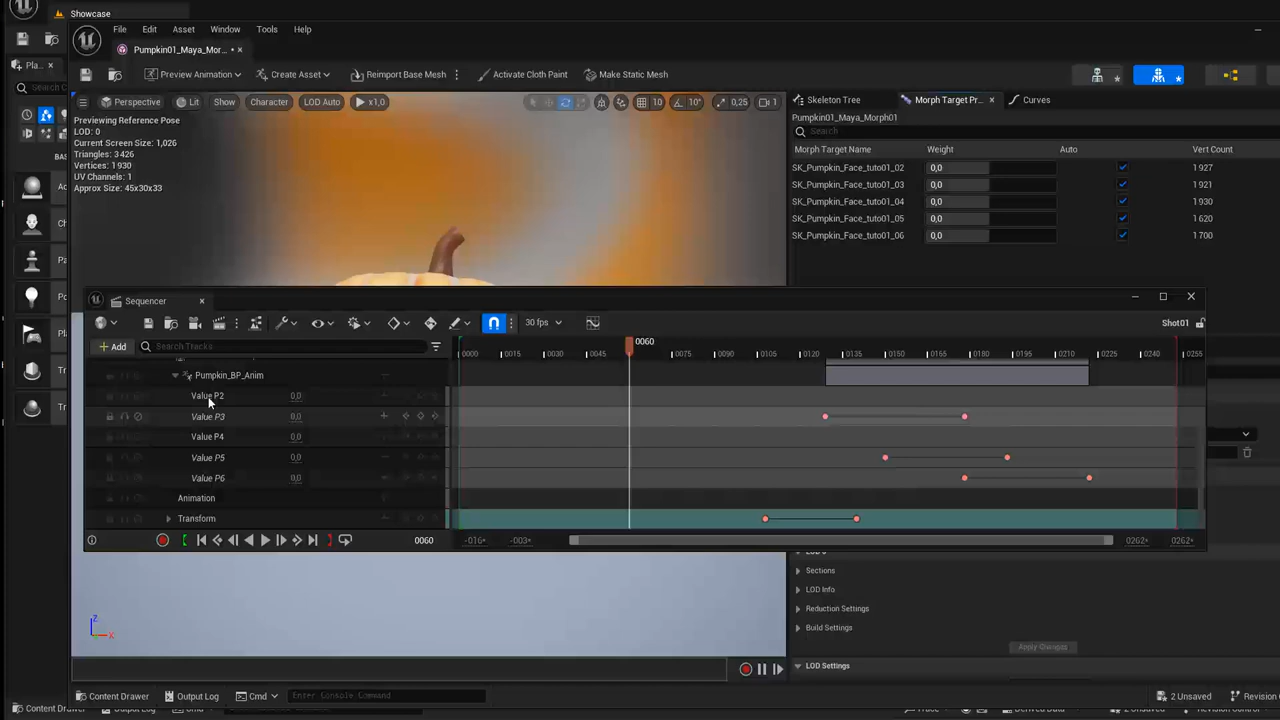 Showcase
File Edit Asset Window Tools Help
Pumpkin01_Maya_Mor... •
Preview Animation Create Asset Reimport Base Mesh Activate Cloth Paint Make Static Mesh
Pla...
Perspective Lit Show Character LOD Auto x1,0 10 10° 0,25 1
Skeleton Tree Morph Target Pr... Curves
Previewing Reference Pose
LOD: 0
Current Screen Size: 1,026
Triangles: 3 426
Vertices: 1 930
UV Channels: 1
Approx Size: 45x30x33
Pumpkin01_Maya_Morph01
Search
Morph Target Name Weight Auto Vert Count
SK_Pumpkin_Face_tuto01_02 0,0 1 927
SK_Pumpkin_Face_tuto01_03 0,0 1 921
SK_Pumpkin_Face_tuto01_04 0,0 1 930
SK_Pumpkin_Face_tuto01_05 0,0 1 620
SK_Pumpkin_Face_tuto01_06 0,0 1 700
Sequencer
30 fps
Shot01
Add Search Tracks
0060
0000 0015 0030 0045 0075 0090 0105 0120 0135 0150 0165 0180 0195 0210 0225 0255
Pumpkin_BP_Anim
Value P2 0,0
Value P3 0,0
Value P4 0,0
Value P5 0,0
Value P6 0,0
Animation
Transform
0060 -016+ -003+ 0262+ 0262+
Sections
LOD Info
Reduction Settings
Build Settings
Apply Changes
LOD Settings
Z
X
Content Drawer Output Log Cmd Enter Console Command
2 Unsaved Revision
Content Drawer